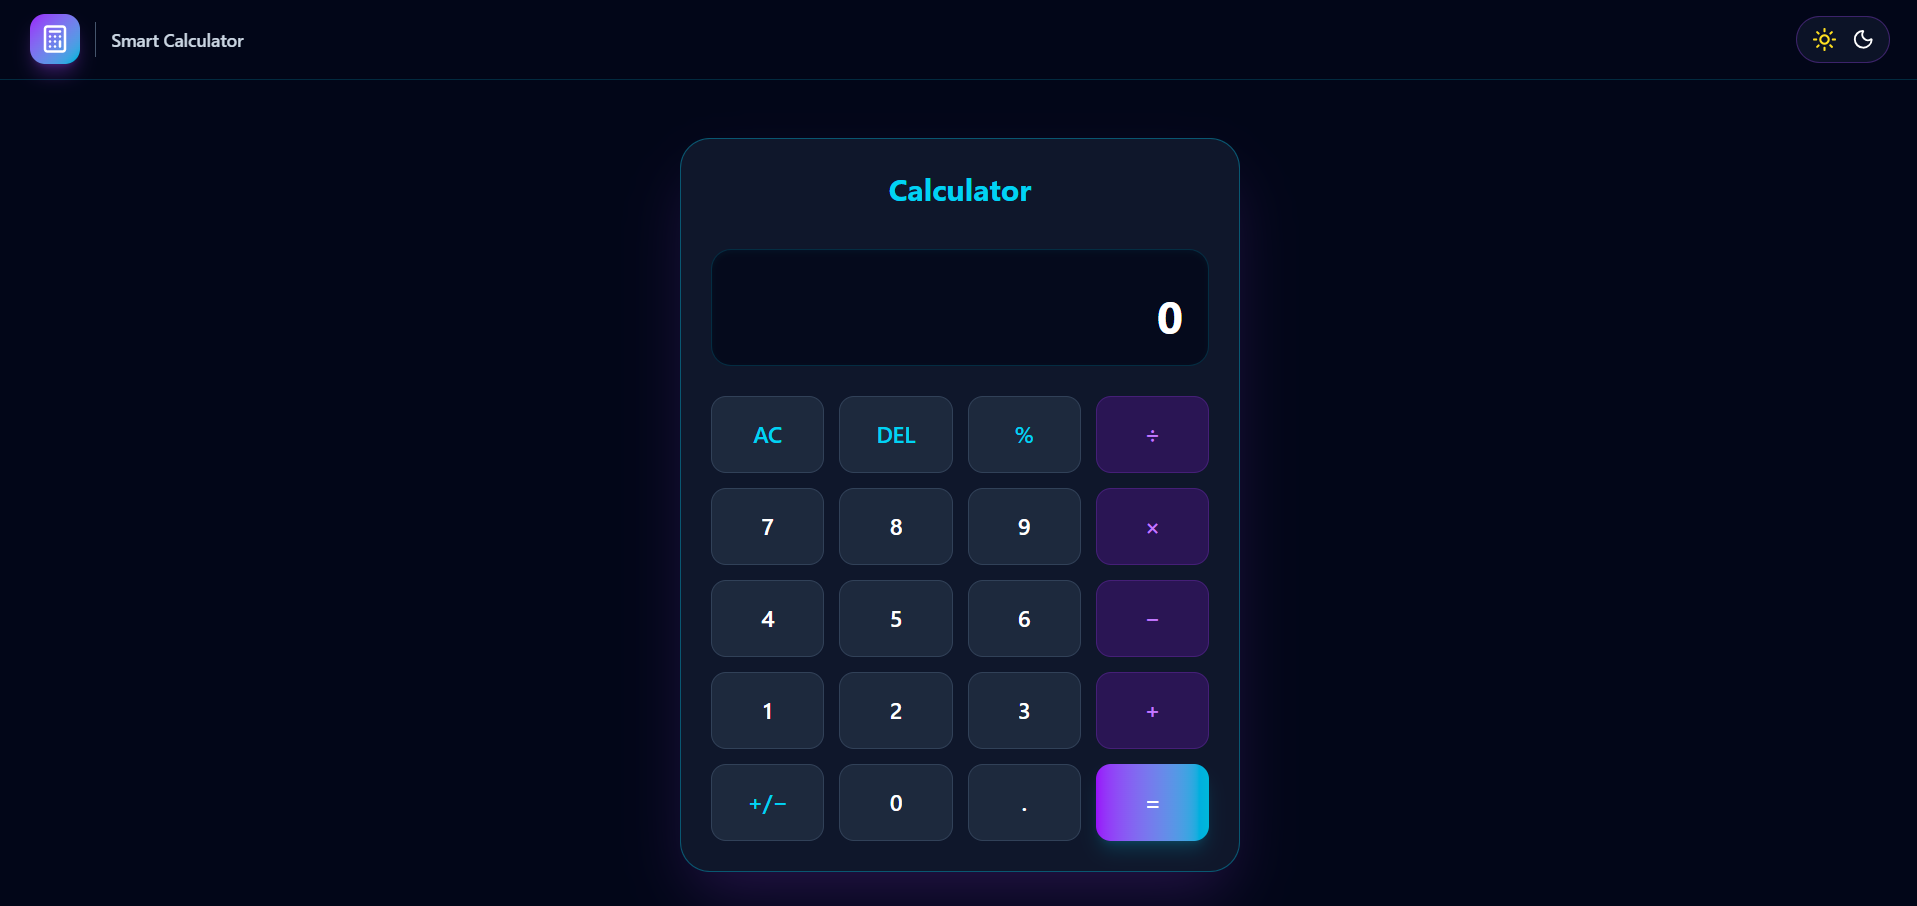 Smart Calculator
Calculator
0
AC DEL % ÷
7 8 9 ×
4 5 6 −
1 2 3 +
+/− 0 . =